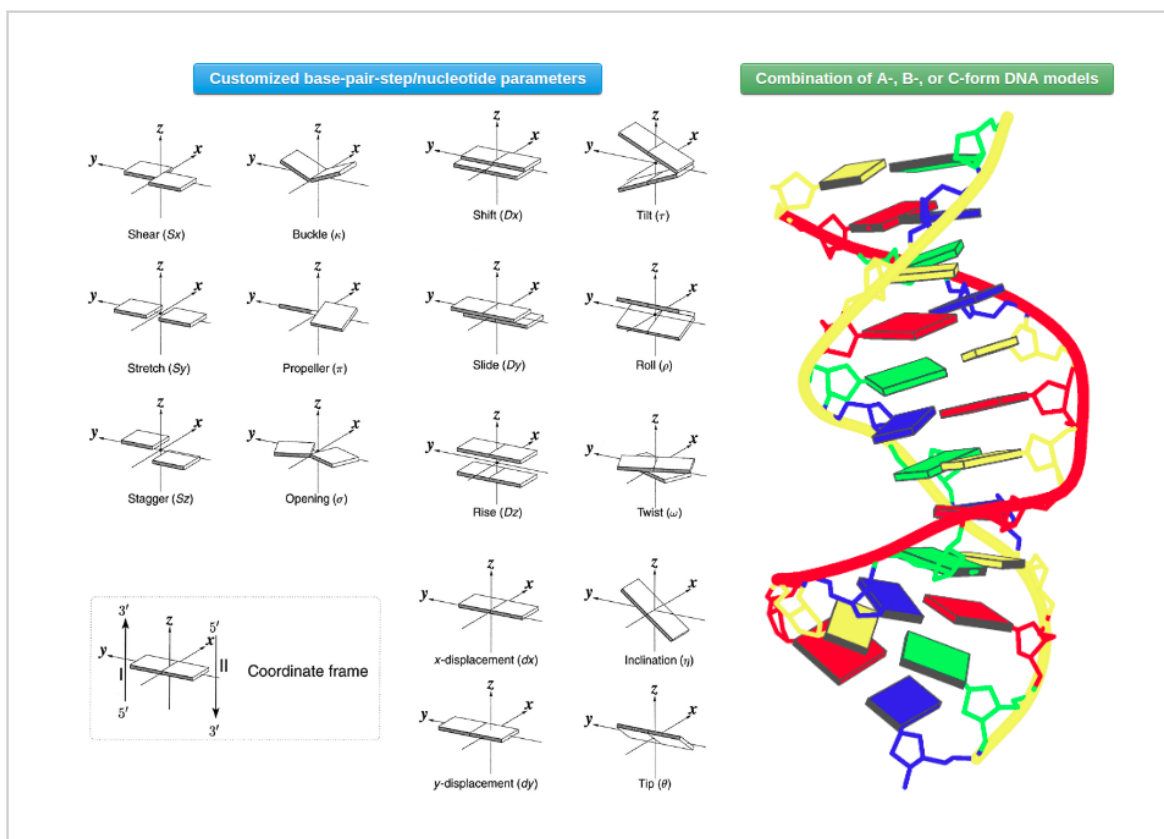 Customized base-pair-step/nucleotide parameters
Combination of A-, B-, or C-form DNA models
z
y
x
Shear (Sx)
z
y
x
Buckle (κ)
z
y
x
Shift (Dx)
z
y
x
Tilt (τ)
z
y
x
Stretch (Sy)
z
y
x
Propeller (π)
z
y
x
Slide (Dy)
z
y
x
Roll (ρ)
z
y
x
Stagger (Sz)
z
y
x
Opening (σ)
z
y
x
Rise (Dz)
z
y
x
Twist (ω)
z
y
x
x-displacement (dx)
z
y
x
Inclination (η)
z
y
x
y-displacement (dy)
z
y
x
Tip (θ)
3′
z
5′
y
x
I
II
5′
3′
Coordinate frame